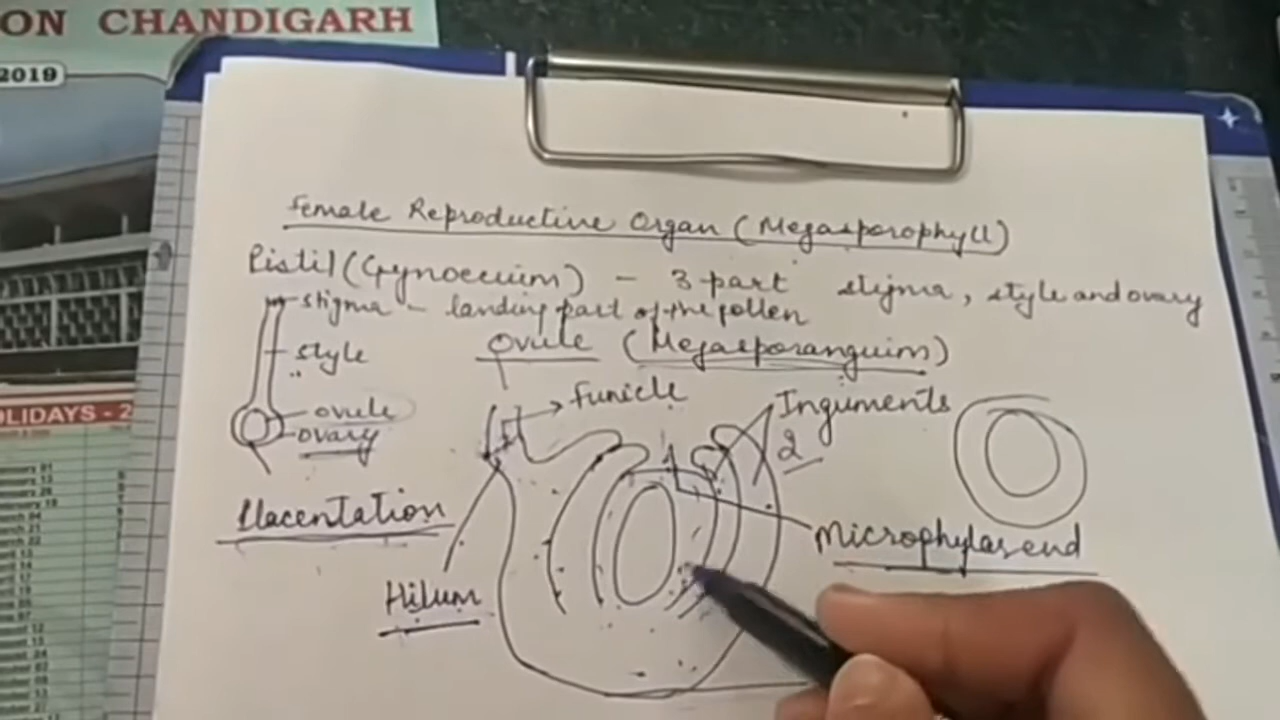 ON CHANDIGARH
2019
OLIDAYS - 2
Female Reproductive Organ (Megasporophyll)
Pistil (Gynoecium) - 3 part stigma, style and ovary
stigma - landing part of the pollen
style
Ovule (Megasporanguim)
Funicle
Inguments
2
ovule
ovary
Placentation
Microphylar end
Hilum